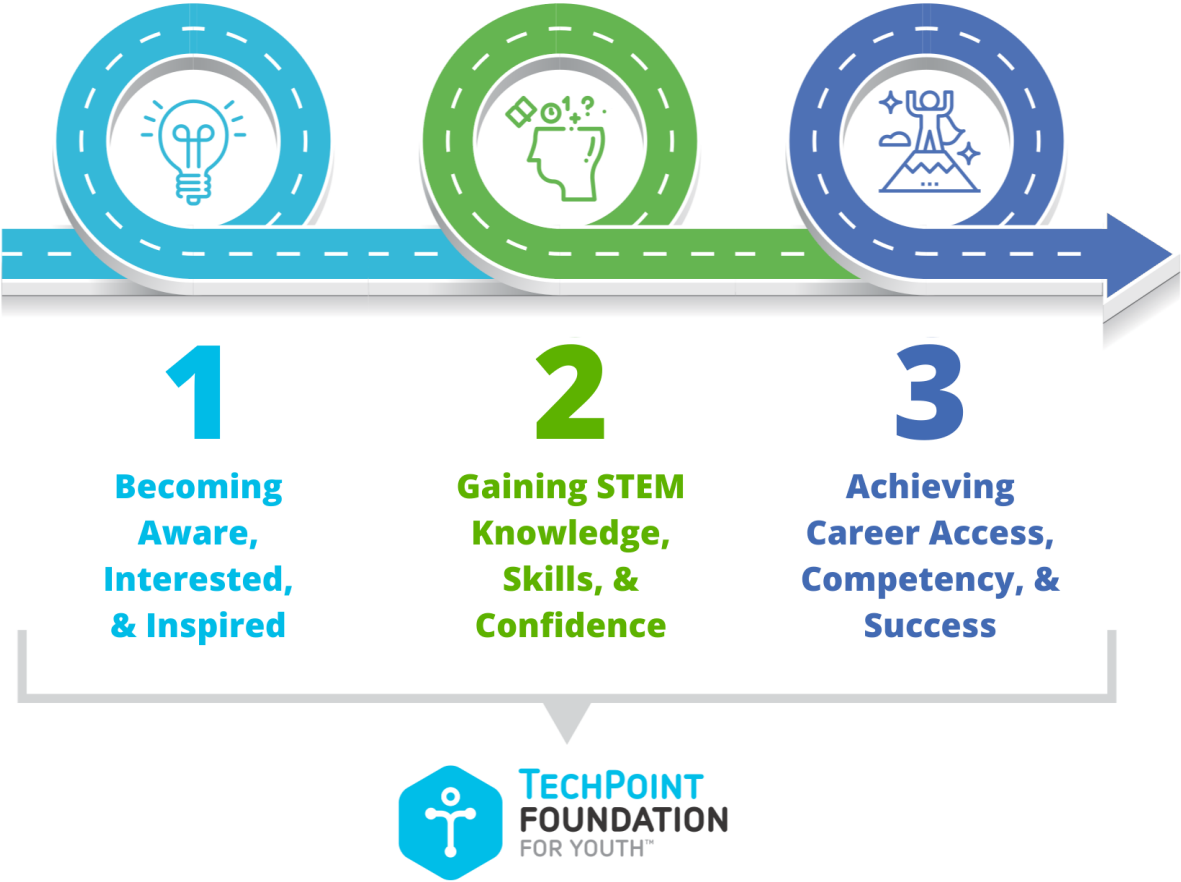 1
Becoming
Aware,
Interested,
& Inspired
2
Gaining STEM
Knowledge,
Skills, &
Confidence
3
Achieving
Career Access,
Competency, &
Success
TECHPOINT
FOUNDATION
FOR YOUTH™